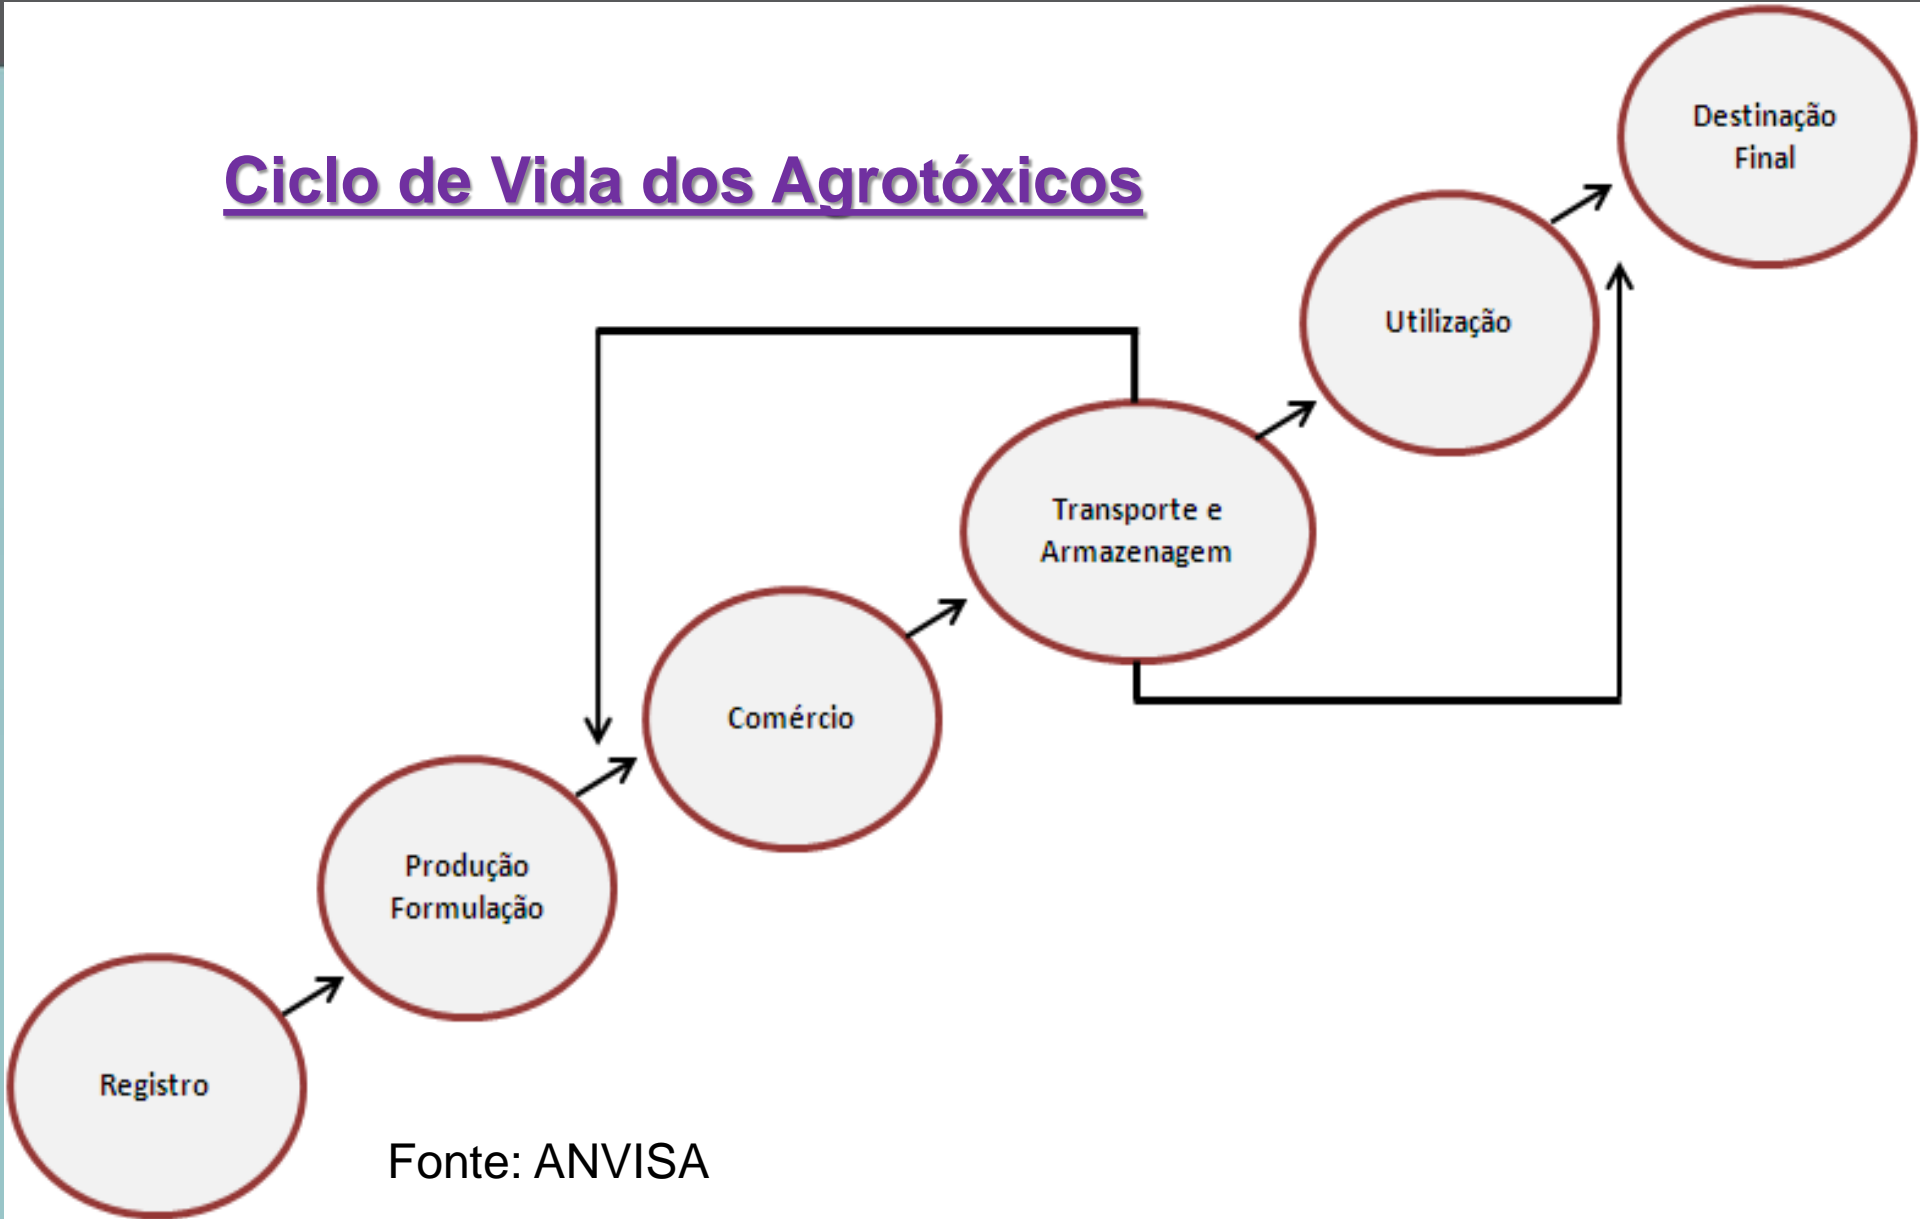 Ciclo de Vida dos Agrotóxicos
Destinação
Final
Utilização
Transporte e
Armazenagem
Comércio
Produção
Formulação
Registro
Fonte: ANVISA